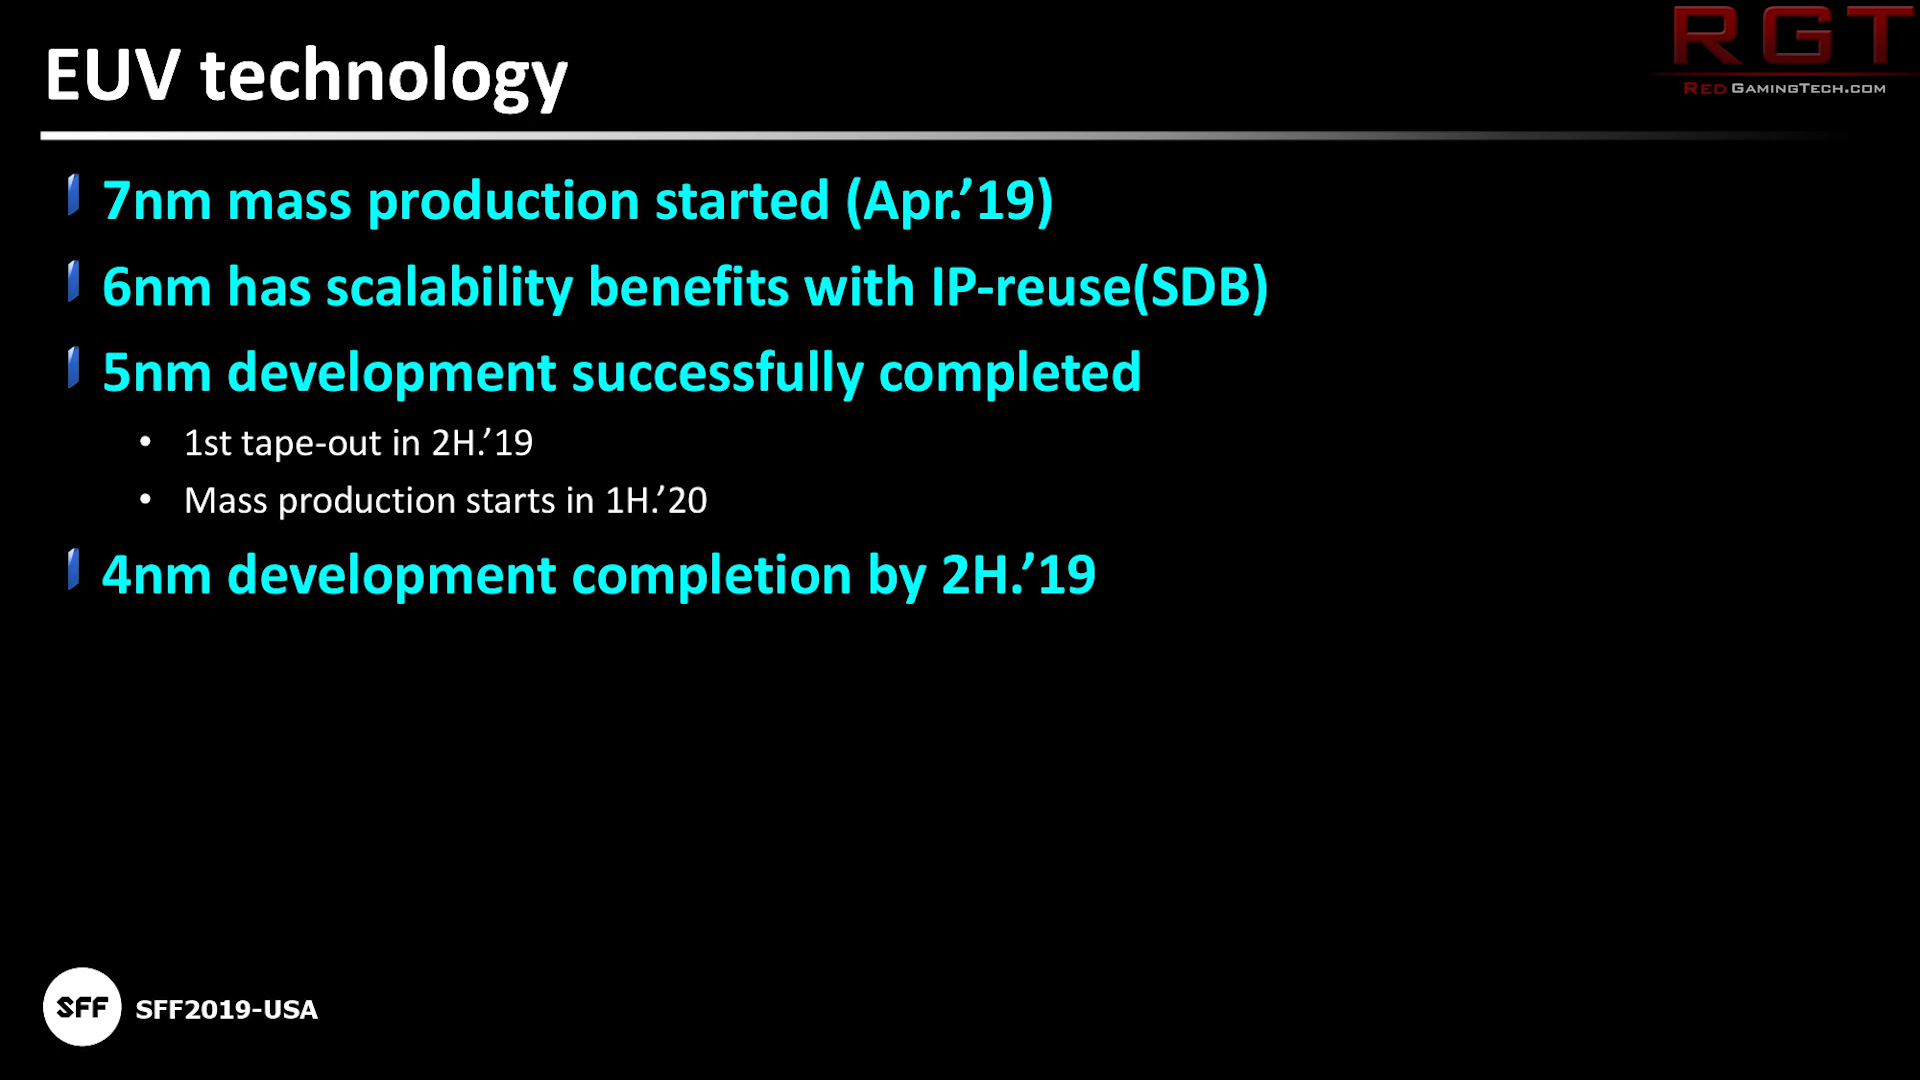 RGT
RedGamingTech.com
EUV technology
7nm mass production started (Apr.’19)
6nm has scalability benefits with IP-reuse(SDB)
5nm development successfully completed
• 1st tape-out in 2H.’19
• Mass production starts in 1H.’20
4nm development completion by 2H.’19
SFF SFF2019-USA